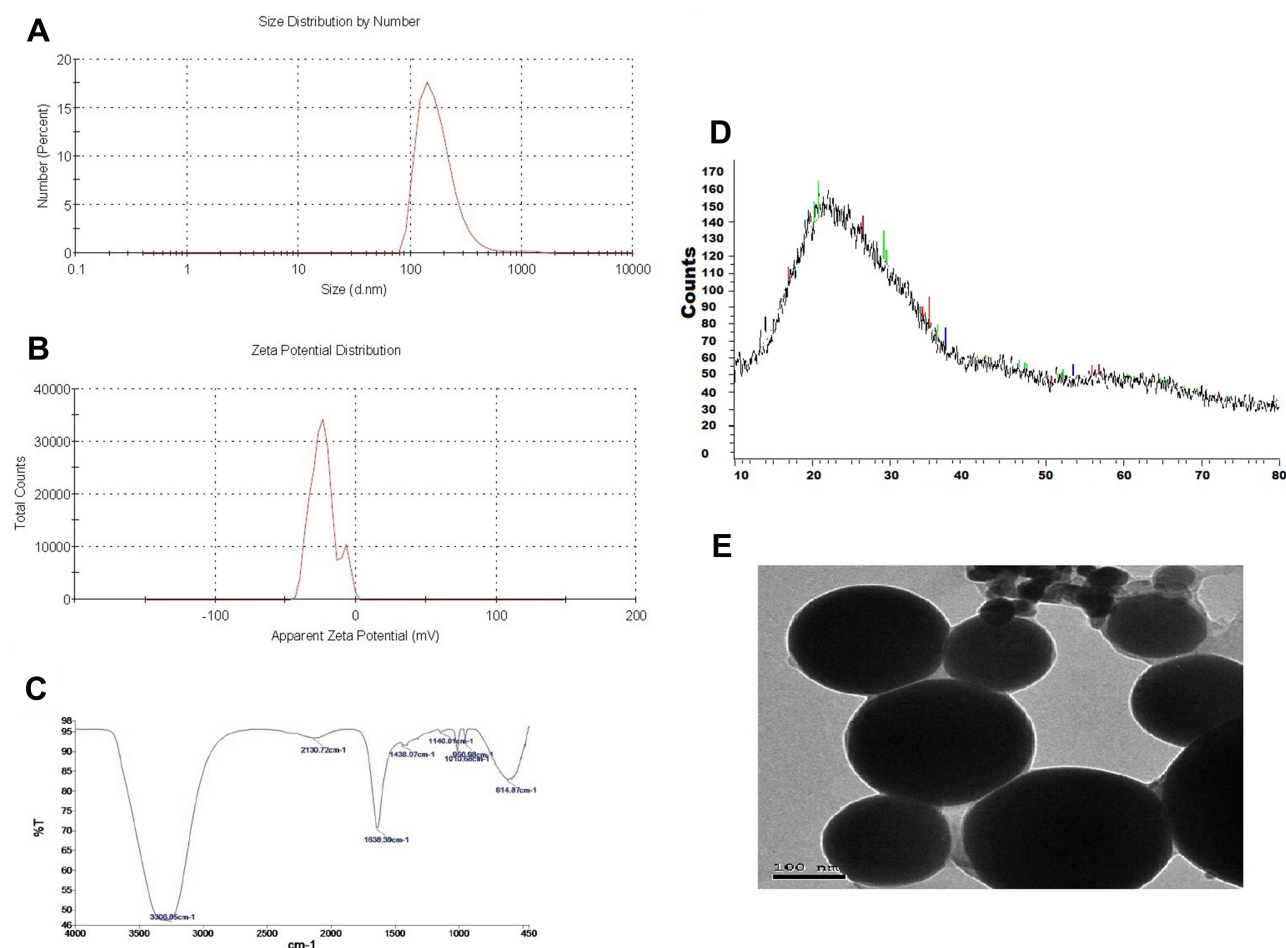 A
Size Distribution by Number
20
15
10
5
0
Number (Percent)
0.1 1 10 100 1000 10000
Size (d.nm)
B
Zeta Potential Distribution
40000
30000
20000
10000
0
Total Counts
-100 0 100 200
Apparent Zeta Potential (mV)
C
98
95
90
85
80
75
70
65
60
55
50
46
%T
2130.72cm-1
1438.07cm-1
1140.81cm-1
1010.68cm-1
614.87cm-1
1638.39cm-1
4000 3500 3000 2500 2000 1500 1000 450
cm-1
D
170
160
150
140
130
120
110
100
90
80
70
60
50
40
30
20
0
Counts
10 20 30 40 50 60 70 80
E
100 nm